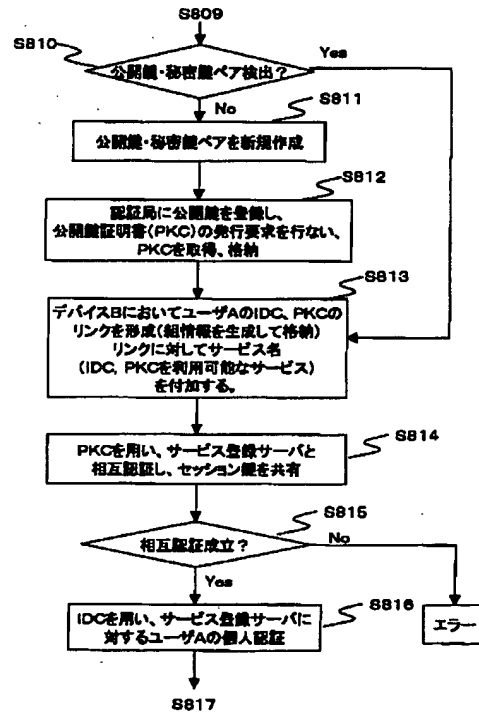 S809
S810
Yes
公開鍵・秘密鍵ペア検出?
No
S811
公開鍵・秘密鍵ペアを新規作成
S812
認証局に公開鍵を登録し、
公開鍵証明書(PKC)の発行要求を行ない、
PKCを取得、格納
S813
デバイスBにおいてユーザAのIDC、PKCの
リンクを形成(組情報を生成して格納)
リンクに対してサービス名
(IDC, PKCを利用可能なサービス)
を付加する。
S814
PKCを用い、サービス登録サーバと
相互認証し、セッション鍵を共有
S815
相互認証成立?
No
Yes
S816
IDCを用い、サービス登録サーバに
対するユーザAの個人認証
エラー
S817